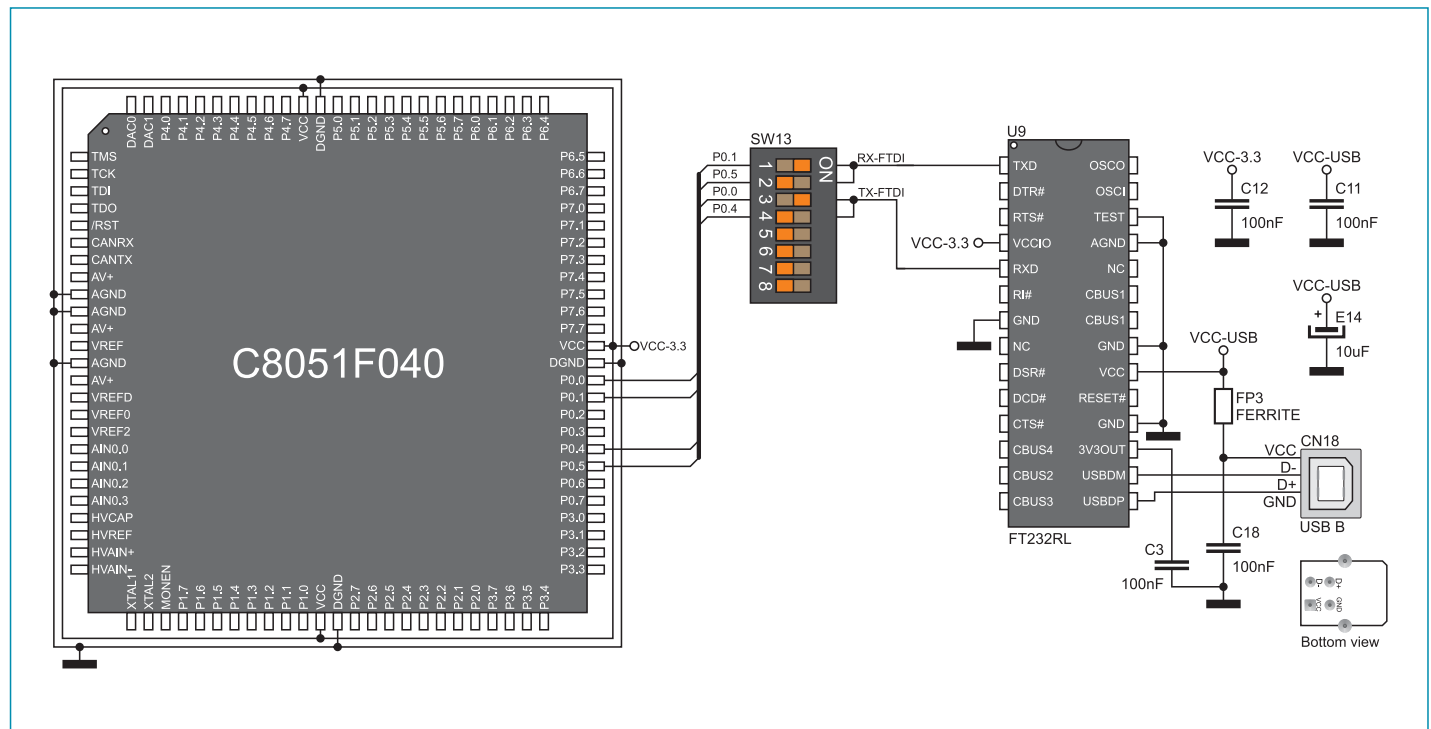 DAC0
DAC1
P4.0
P4.1
P4.2
P4.3
P4.4
P4.5
P4.6
P4.7
VCC
DGND
P5.0
P5.1
P5.2
P5.3
P5.4
P5.5
P5.6
P5.7
P6.0
P6.1
P6.2
P6.3
P6.4
TMS
TCK
TDI
TDO
/RST
CANRX
CANTX
AV+
AGND
AGND
AV+
VREF
AGND
AV+
VREFD
VREF0
VREF2
AIN0.0
AIN0.1
AIN0.2
AIN0.3
HVCAP
HVREF
HVAIN+
HVAIN-
C8051F040
P6.5
P6.6
P6.7
P7.0
P7.1
P7.2
P7.3
P7.4
P7.5
P7.6
P7.7
VCC
DGND
P0.0
P0.1
P0.2
P0.3
P0.4
P0.5
P0.6
P0.7
P3.0
P3.1
P3.2
P3.3
VCC-3.3
XTAL1
XTAL2
MONEN
P1.7
P1.6
P1.5
P1.4
P1.3
P1.2
P1.1
P1.0
VCC
DGND
P2.7
P2.6
P2.5
P2.4
P2.3
P2.2
P2.1
P2.0
P3.7
P3.6
P3.5
P3.4
SW13
P0.1
P0.5
P0.0
P0.4
1
2
3
4
5
6
7
8
ON
RX-FTDI
TX-FTDI
VCC-3.3
U9
TXD
DTR#
RTS#
VCCIO
RXD
RI#
GND
NC
DSR#
DCD#
CTS#
CBUS4
CBUS2
CBUS3
OSCO
OSCI
TEST
AGND
NC
CBUS1
CBUS1
GND
VCC
RESET#
GND
3V3OUT
USBDM
USBDP
FT232RL
VCC-3.3
C12
100nF
VCC-USB
C11
100nF
VCC-USB
+
E14
10uF
VCC-USB
FP3
FERRITE
CN18
VCC
D-
D+
GND
USB B
C3
100nF
C18
100nF
D-
D+
VCC
GND
Bottom view